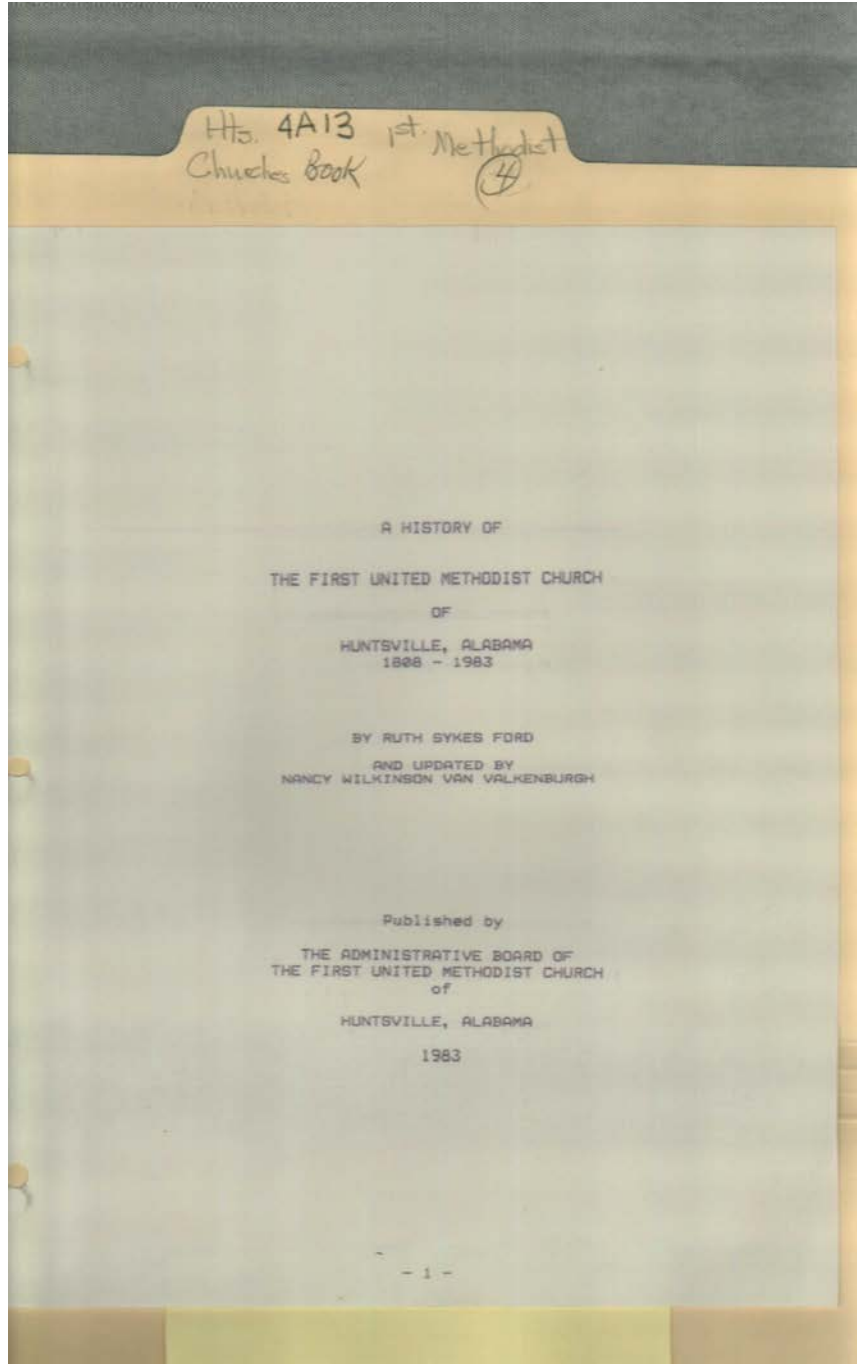 Hts. 4A13 1st. Methodist
Churches Book 4
A HISTORY OF
THE FIRST UNITED METHODIST CHURCH
OF
HUNTSVILLE, ALABAMA
1808 - 1983
BY RUTH SYKES FORD
AND UPDATED BY
NANCY WILKINSON VAN VALKENBURGH
Published by
THE ADMINISTRATIVE BOARD OF
THE FIRST UNITED METHODIST CHURCH
of
HUNTSVILLE, ALABAMA
1983
- i -